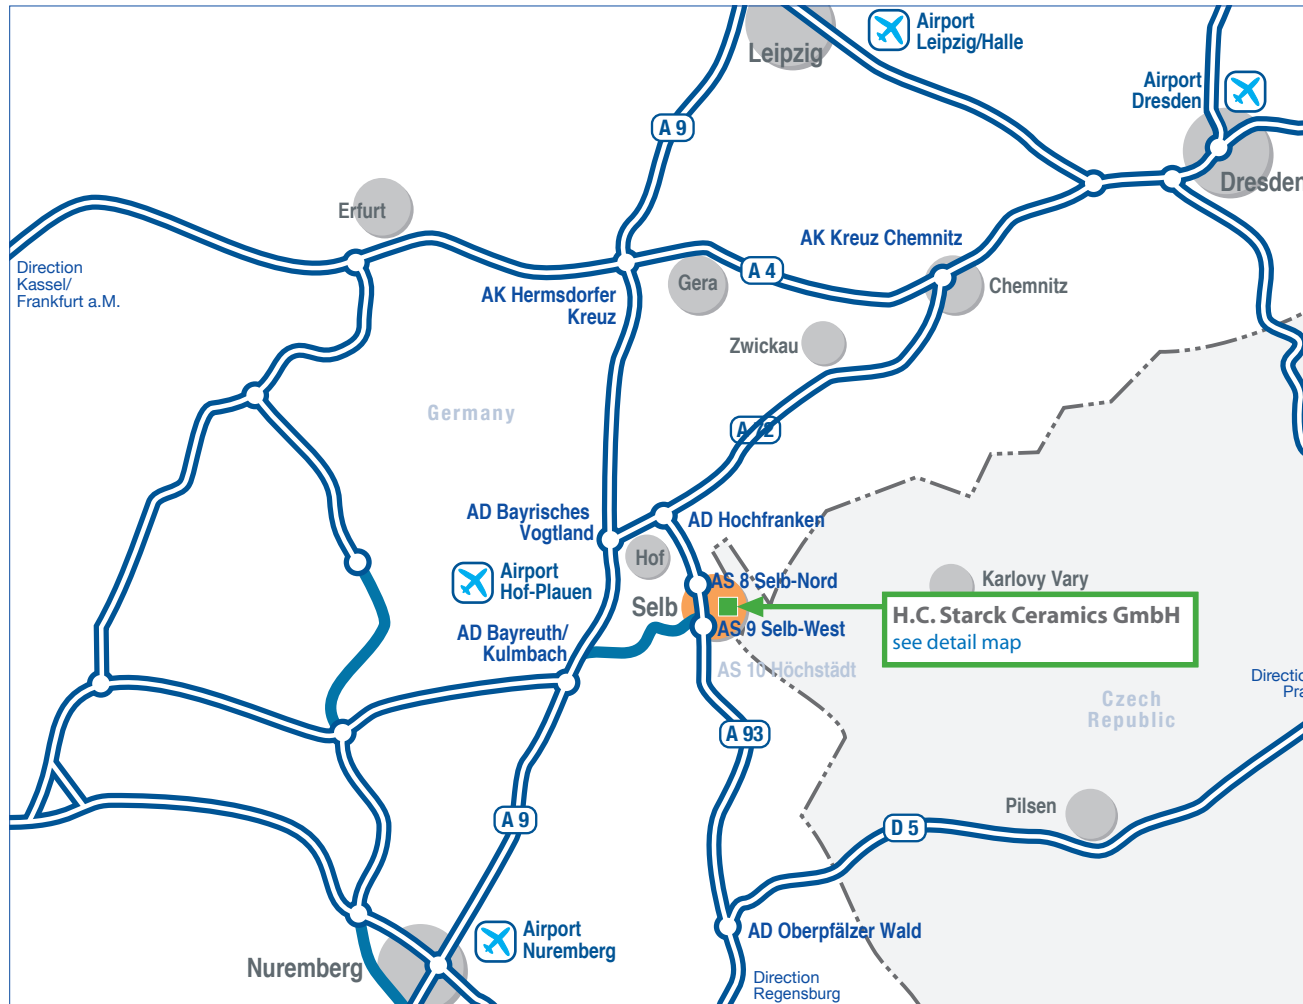 Airport
Leipzig/Halle
Leipzig
Airport
Dresden
A 9
Dresden
Erfurt
AK Kreuz Chemnitz
Direction
Kassel/
Frankfurt a.M.
A 4
Gera
Chemnitz
AK Hermsdorfer
Kreuz
Zwickau
Germany
A 72
AD Bayrisches
Vogtland
AD Hochfranken
Hof
Airport
Hof-Plauen
AS 8 Selb-Nord
Karlovy Vary
Selb
H.C. Starck Ceramics GmbH
see detail map
AS 9 Selb-West
AD Bayreuth/
Kulmbach
AS 10 Höchstädt
Czech
Republic
A 93
Pilsen
A 9
D 5
Airport
Nuremberg
AD Oberpfälzer Wald
Nuremberg
Direction
Regensburg